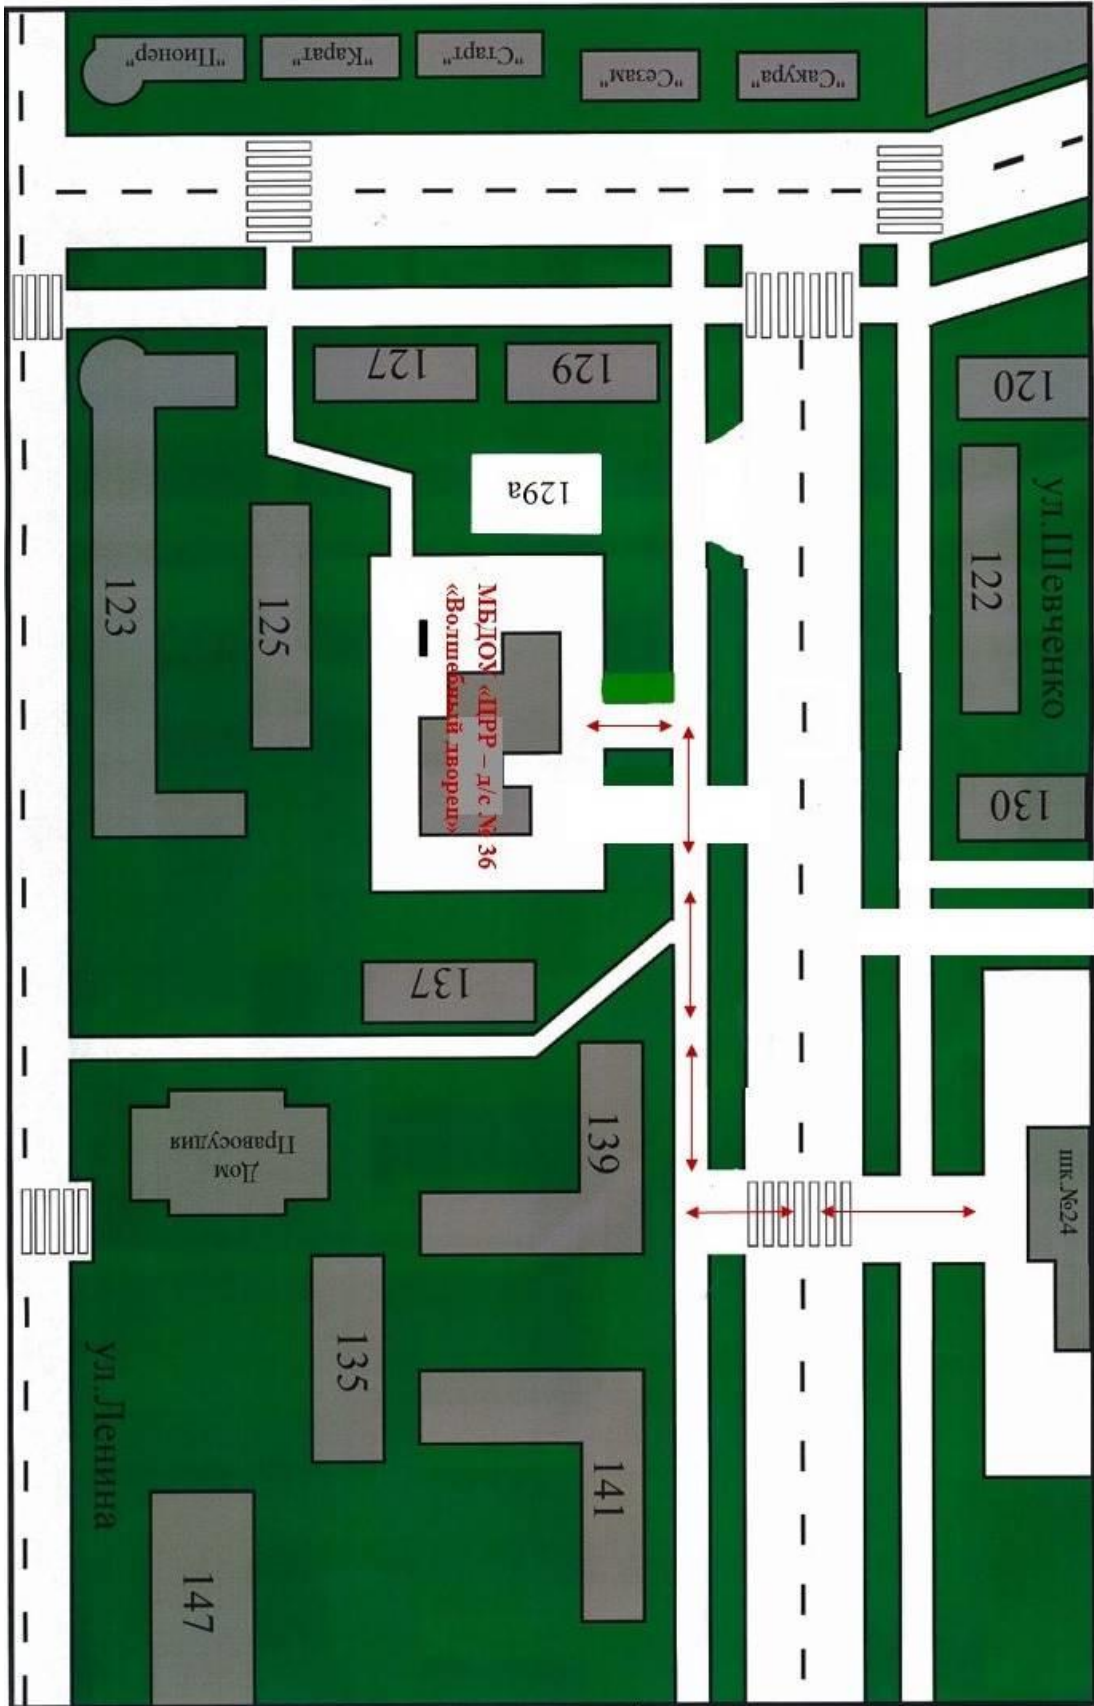 "Пионер"
"Карат"
"Старт"
"Сезам"
"Сакура"
127
129
120
129а
ул.Шевченко
122
123
125
МБДОУ «ЦРР – д/с № 36
«Волшебный дворец»
130
137
139
Дом
Правосудия
шк.№24
135
141
ул.Ленина
147